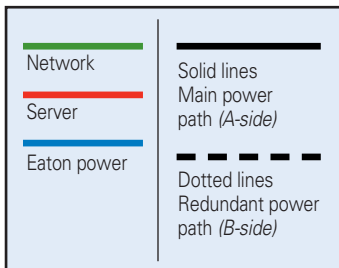 Network
Server
Eaton power
Solid lines
Main power
path (A-side)
Dotted lines
Redundant power
path (B-side)